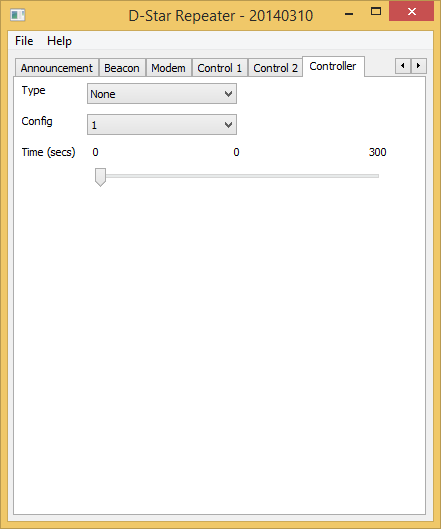 D-Star Repeater - 20140310
File Help
Announcement Beacon Modem Control 1 Control 2 Controller
Type None
Config 1
Time (secs) 0 0 300